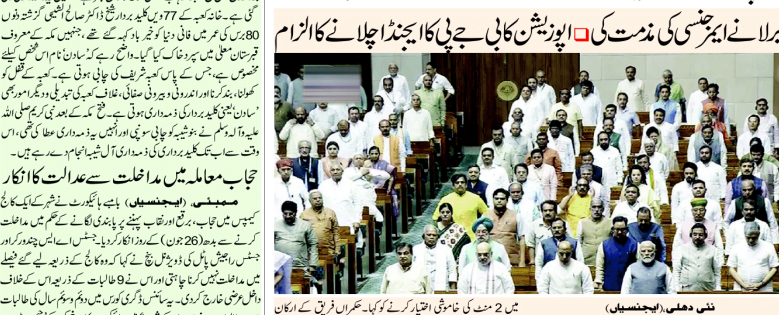 برلا نے ایمرجنسی کی مذمت کی اپوزیشن کا بی جے پی کا ایجنڈا چلانے کا الزام
گئی ہے۔ خانہ کعبہ کے 77ویں کلید بردار شیخ ڈاکٹر صالح الشیبی گزشتہ دنوں
80 برس کی عمر میں فانی دنیا کو خیر باد کہہ گئے تھے، جنہیں مکہ کے معروف
قبرستان معلیٰ میں سپرد خاک کیا گیا۔ واضح رہے کہ ’سادن‘ نام اس شخص کیلئے
مخصوص ہے، جس کے پاس کعبہ شریف کی چابی ہوتی ہے۔ کعبہ کے قفل کو
کھولنا، بند کرنا اور اندرونی و بیرونی صفائی، غلاف کعبہ کی تبدیلی و دیگر امور بھی
’سادن‘ یعنی کلید بردار کی ذمہ داری ہوتی ہے۔ فتح مکہ کے بعد نبی کریم صلی اللہ
علیہ وآلہ وسلم نے بنو شیبہ کو چابی سونپی اور انہیں یہ ذمہ داری عطا کی تھی، اس
وقت سے اب تک کلید برداری کی ذمہ داری آل شیبہ انجام دے رہے ہیں۔
حجاب معاملہ میں مداخلت سے عدالت کا انکار
ممبئی (ایجنسیاں) بامبے ہائیکورٹ نے شہر کے ایک کالج
کیمپس میں حجاب، برقع اور نقاب پہننے پر پابندی لگانے کے حکم میں مداخلت
کرنے سے بدھ (26 جون) کے روز انکار کر دیا۔ جسٹس اے ایس چندورکر اور
جسٹس راجیش پاٹل کی ڈویژنل بنچ نے کہا کہ وہ کالج کے ذریعہ لیے گئے فیصلے
میں مداخلت نہیں کرنا چاہتی اور اس نے 9 طالبات کے ذریعہ اس کے خلاف
داخل عرضی خارج کر دی۔ یہ سائنس ڈگری کورس میں دوئم و سوئم سال کی طالبات
نئی دہلی (ایجنسیاں)
میں 2 منٹ کی خاموشی اختیار کرنے کو کہا۔ حکمراں فریق کے ارکان